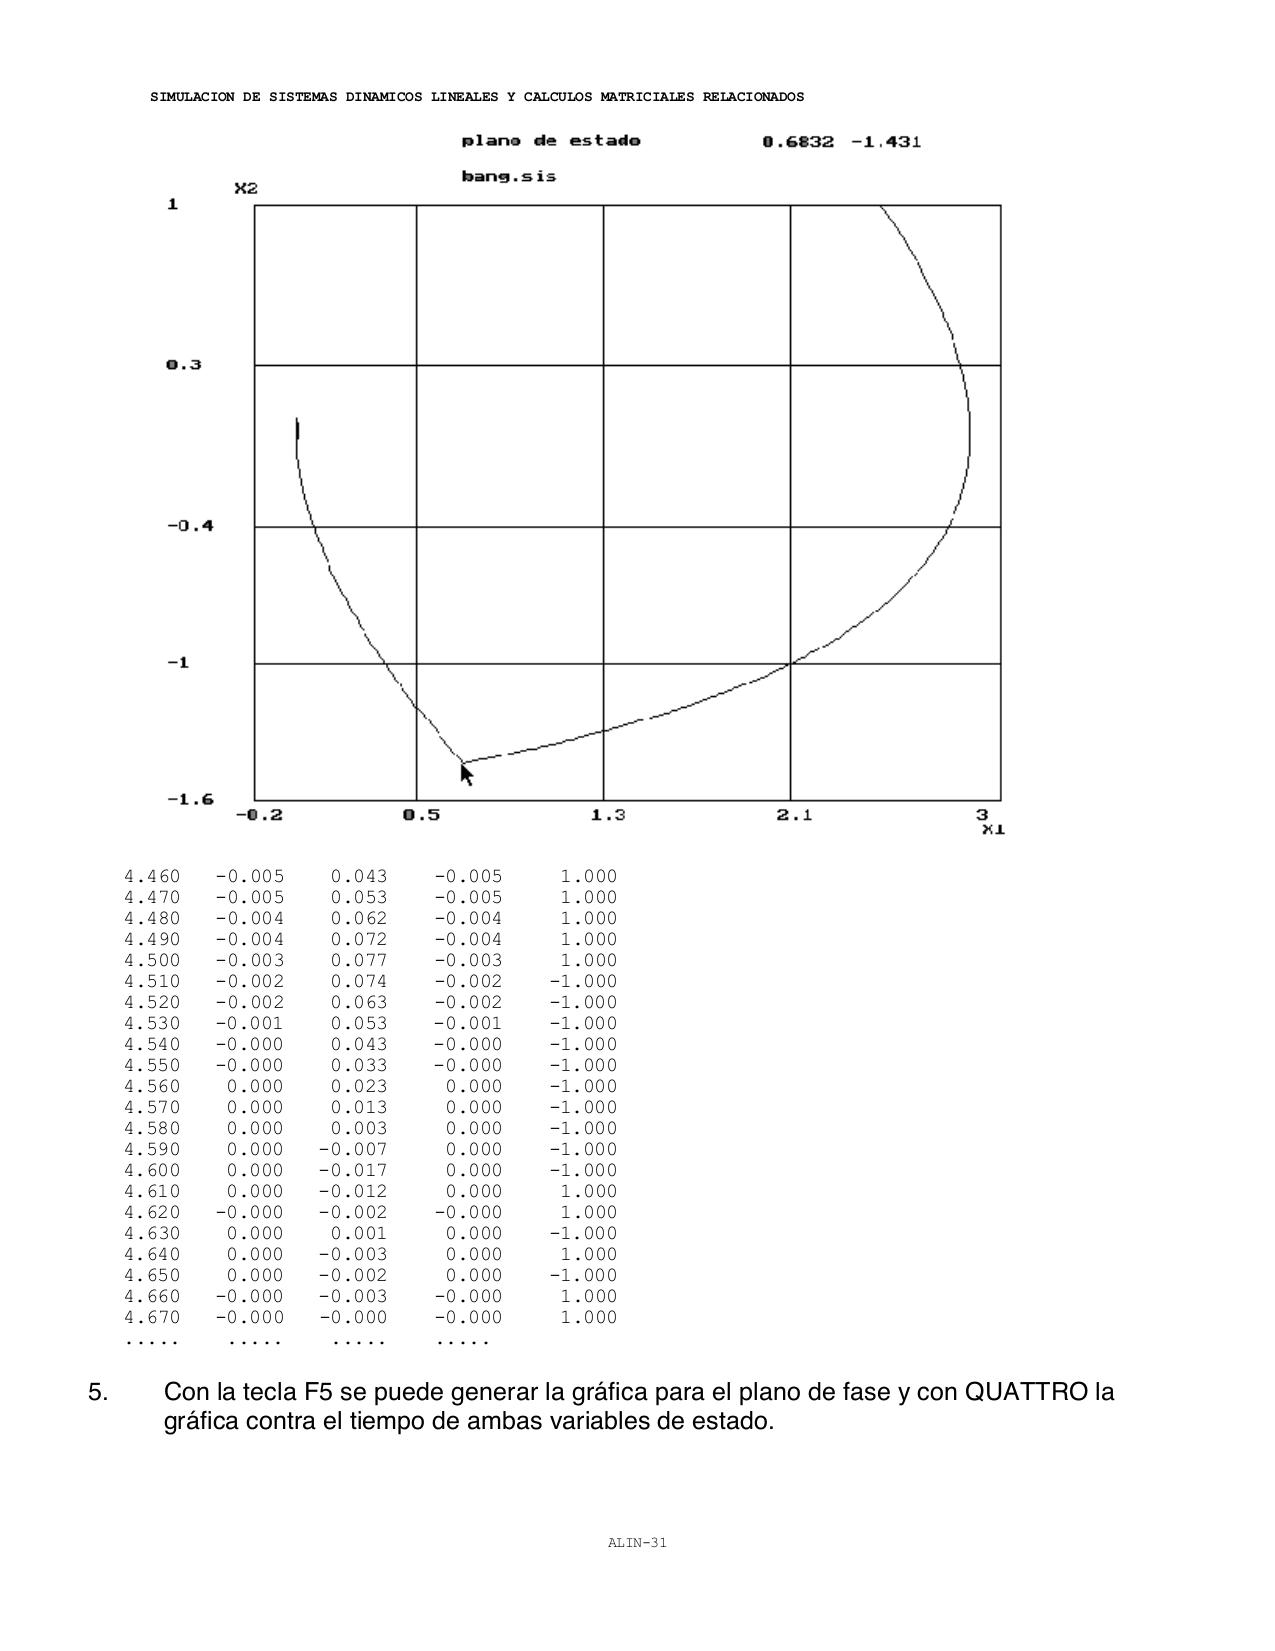 SIMULACION DE SISTEMAS DINAMICOS LINEALES Y CALCULOS MATRICIALES RELACIONADOS
plano de estado 0.6832 -1.431
bang.sis
X2
1
0.3
-0.4
-1
-1.6
-0.2 0.5 1.3 2.1 3
X1
4.460 -0.005 0.043 -0.005 1.000
4.470 -0.005 0.053 -0.005 1.000
4.480 -0.004 0.062 -0.004 1.000
4.490 -0.004 0.072 -0.004 1.000
4.500 -0.003 0.077 -0.003 1.000
4.510 -0.002 0.074 -0.002 -1.000
4.520 -0.002 0.063 -0.002 -1.000
4.530 -0.001 0.053 -0.001 -1.000
4.540 -0.000 0.043 -0.000 -1.000
4.550 -0.000 0.033 -0.000 -1.000
4.560 0.000 0.023 0.000 -1.000
4.570 0.000 0.013 0.000 -1.000
4.580 0.000 0.003 0.000 -1.000
4.590 0.000 -0.007 0.000 -1.000
4.600 0.000 -0.017 0.000 -1.000
4.610 0.000 -0.012 0.000 1.000
4.620 -0.000 -0.002 -0.000 1.000
4.630 0.000 0.001 0.000 -1.000
4.640 0.000 -0.003 0.000 1.000
4.650 0.000 -0.002 0.000 -1.000
4.660 -0.000 -0.003 -0.000 1.000
4.670 -0.000 -0.000 -0.000 1.000
..... ..... ..... .....
5. Con la tecla F5 se puede generar la gráfica para el plano de fase y con QUATTRO la
gráfica contra el tiempo de ambas variables de estado.
ALIN-31